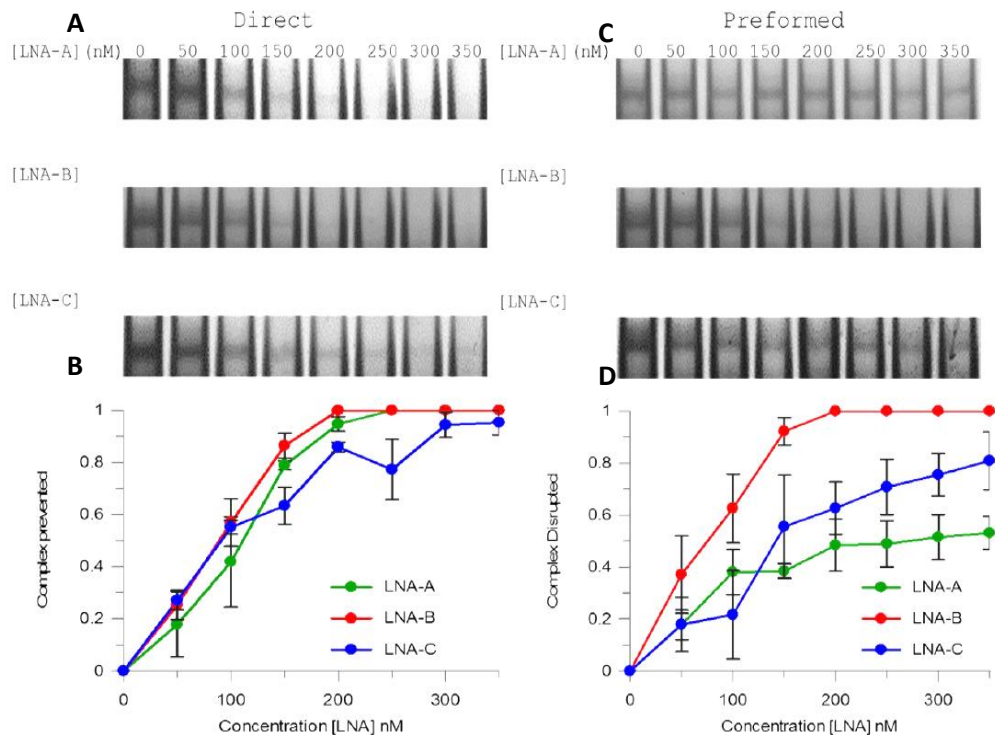 A
Direct
[LNA-A] (nM) 0 50 100 150 200 250 300 350
[LNA-B]
[LNA-C]
B
1
0.8
0.6
0.4
0.2
0
Complex prevented
LNA-A
LNA-B
LNA-C
0 100 200 300
Concentration [LNA] nM
C
Preformed
[LNA-A] (nM) 0 50 100 150 200 250 300 350
[LNA-B]
[LNA-C]
D
1
0.8
0.6
0.4
0.2
0
Complex Disrupted
LNA-A
LNA-B
LNA-C
0 100 200 300
Concentration [LNA] nM